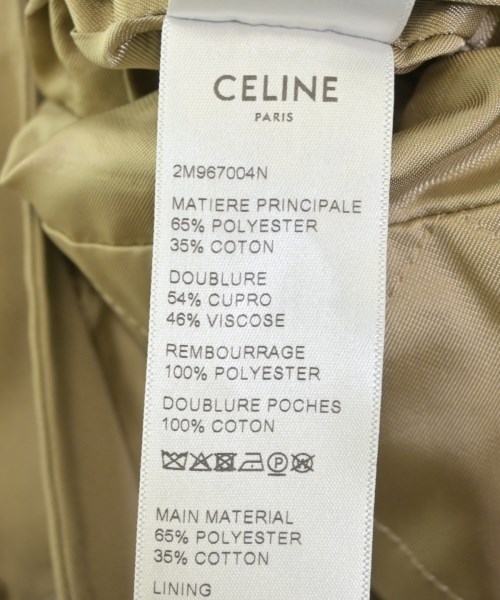 CELINE
PARIS
2M967004N
MATIERE PRINCIPALE
65% POLYESTER
35% COTON
DOUBLURE
54% CUPRO
46% VISCOSE
REMBOURRAGE
100% POLYESTER
DOUBLURE POCHES
100% COTON
P
MAIN MATERIAL
65% POLYESTER
35% COTTON
LINING